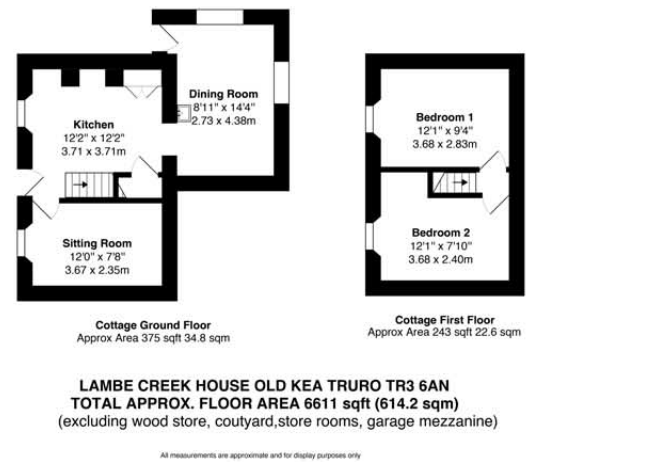 Dining Room
8'11" x 14'4"
2.73 x 4.38m
Kitchen
12'2" x 12'2"
3.71 x 3.71m
Sitting Room
12'0" x 7'8"
3.67 x 2.35m
Cottage Ground Floor
Approx Area 375 sqft 34.8 sqm
Bedroom 1
12'1" x 9'4"
3.68 x 2.83m
Bedroom 2
12'1" x 7'10"
3.68 x 2.40m
Cottage First Floor
Approx Area 243 sqft 22.6 sqm
LAMBE CREEK HOUSE OLD KEA TRURO TR3 6AN
TOTAL APPROX. FLOOR AREA 6611 sqft (614.2 sqm)
(excluding wood store, coutyard,store rooms, garage mezzanine)
All measurements are approximate and for display purposes only